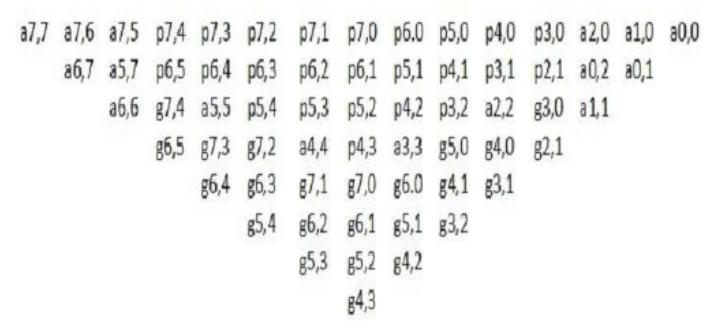 a7,7 a7,6 a7,5 p7,4 p7,3 p7,2 p7,1 p7,0 p6.0 p5,0 p4,0 p3,0 a2,0 a1,0 a0,0
a6,7 a5,7 p6,5 p6,4 p6,3 p6,2 p6,1 p5,1 p4,1 p3,1 p2,1 a0,2 a0,1
a6,6 g7,4 a5,5 p5,4 p5,3 p5,2 p4,2 p3,2 a2,2 g3,0 a1,1
g6,5 g7,3 g7,2 a4,4 p4,3 a3,3 g5,0 g4,0 g2,1
g6,4 g6,3 g7,1 g7,0 g6.0 g4,1 g3,1
g5,4 g6,2 g6,1 g5,1 g3,2
g5,3 g5,2 g4,2
g4,3